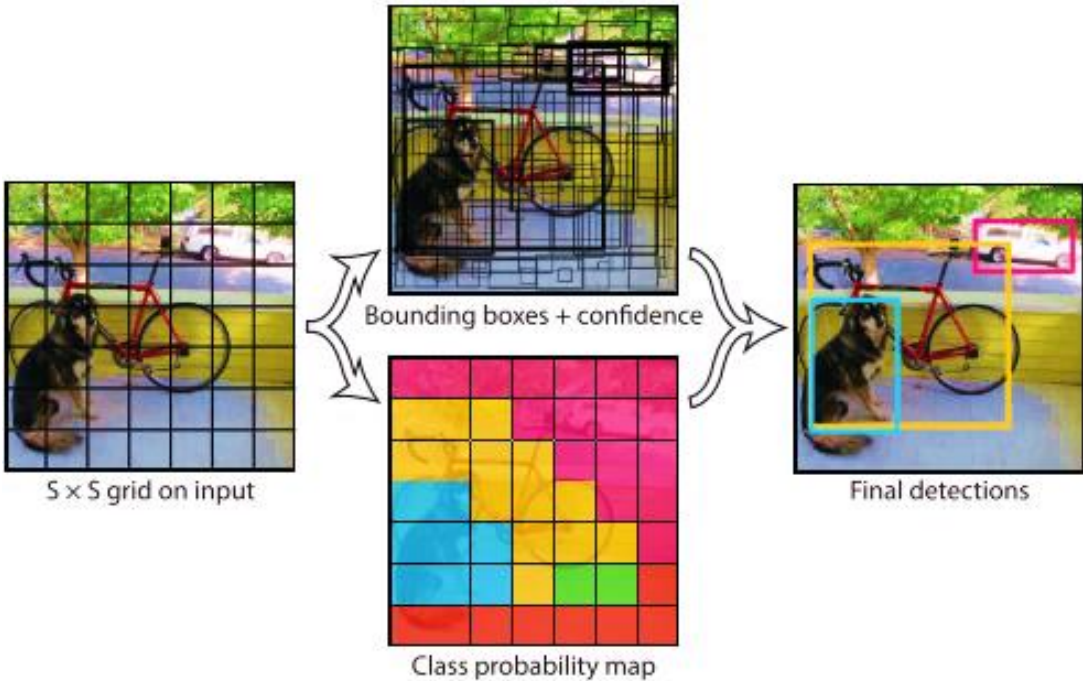 Bounding boxes + confidence
S × S grid on input
Final detections
Class probability map